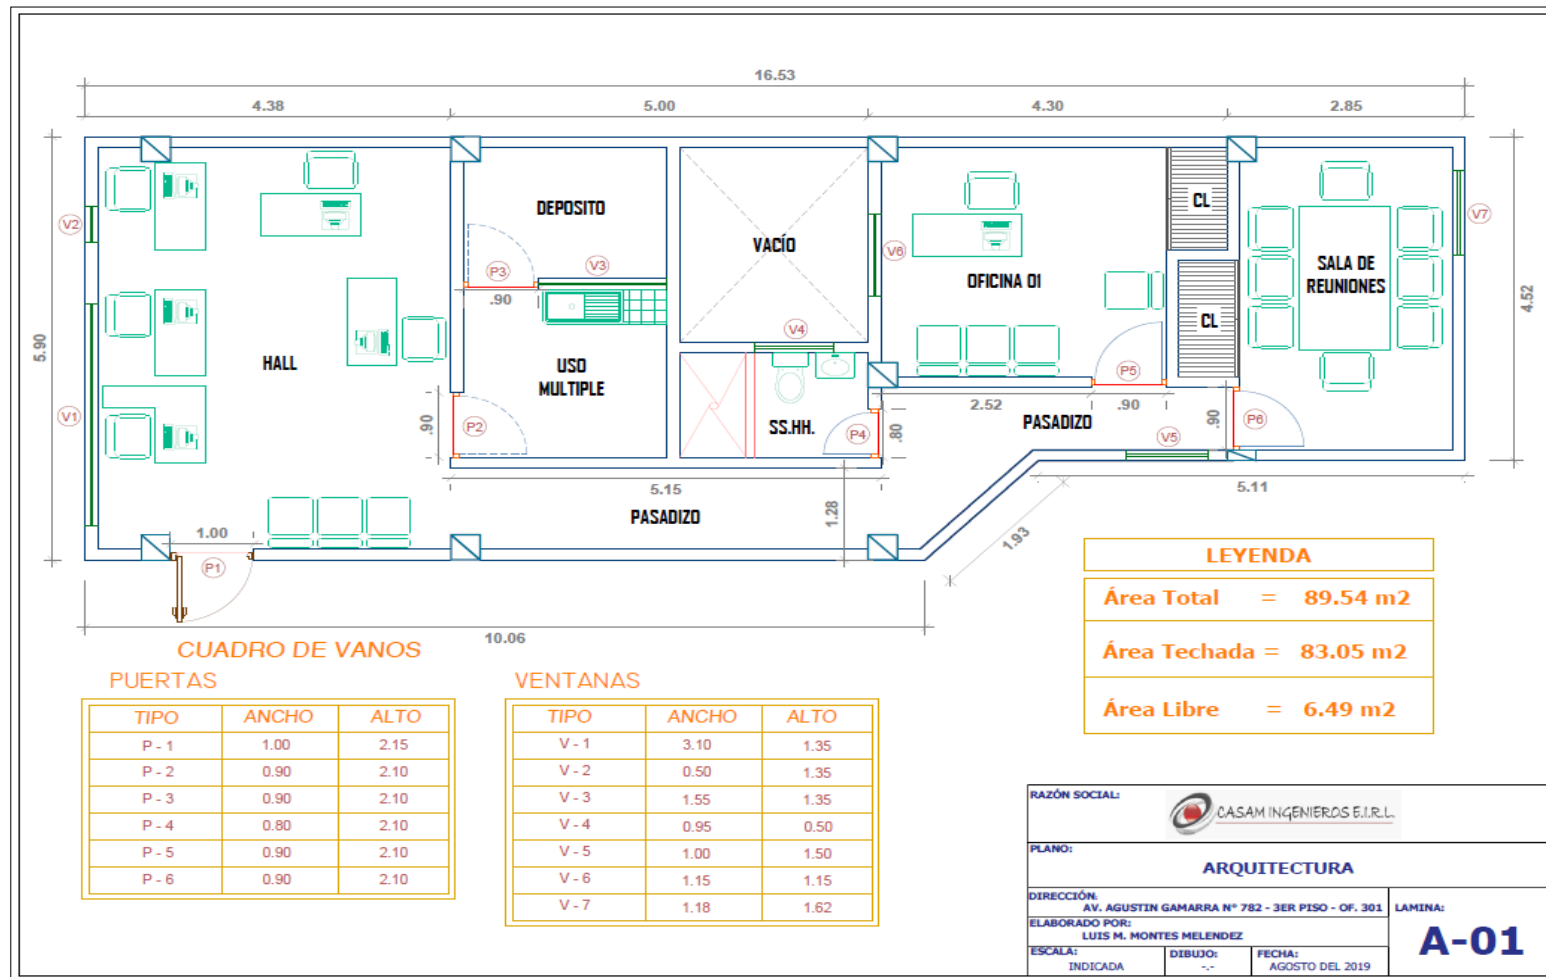 16.53
4.38
5.00
4.30
2.85
V2
V1
5.90
HALL
DEPOSITO
P3
V3
.90
USO
MULTIPLE
.90
P2
VACÍO
V4
SS.HH.
P4
.80
V6
OFICINA 01
CL
CL
P5
2.52
.90
PASADIZO
V5
.90
P6
SALA DE
REUNIONES
V7
4.52
5.11
5.15
PASADIZO
1.28
1.93
1.00
P1
10.06
LEYENDA
Área Total = 89.54 m2
Área Techada = 83.05 m2
Área Libre = 6.49 m2
CUADRO DE VANOS
PUERTAS
TIPO ANCHO ALTO
P - 1 1.00 2.15
P - 2 0.90 2.10
P - 3 0.90 2.10
P - 4 0.80 2.10
P - 5 0.90 2.10
P - 6 0.90 2.10
VENTANAS
TIPO ANCHO ALTO
V - 1 3.10 1.35
V - 2 0.50 1.35
V - 3 1.55 1.35
V - 4 0.95 0.50
V - 5 1.00 1.50
V - 6 1.15 1.15
V - 7 1.18 1.62
RAZÓN SOCIAL:
CASAM INGENIEROS E.I.R.L.
PLANO:
ARQUITECTURA
DIRECCIÓN:
AV. AGUSTIN GAMARRA N° 782 - 3ER PISO - OF. 301
ELABORADO POR:
LUIS M. MONTES MELENDEZ
ESCALA:
INDICADA
DIBUJO:
-.-
FECHA:
AGOSTO DEL 2019
LAMINA:
A-01